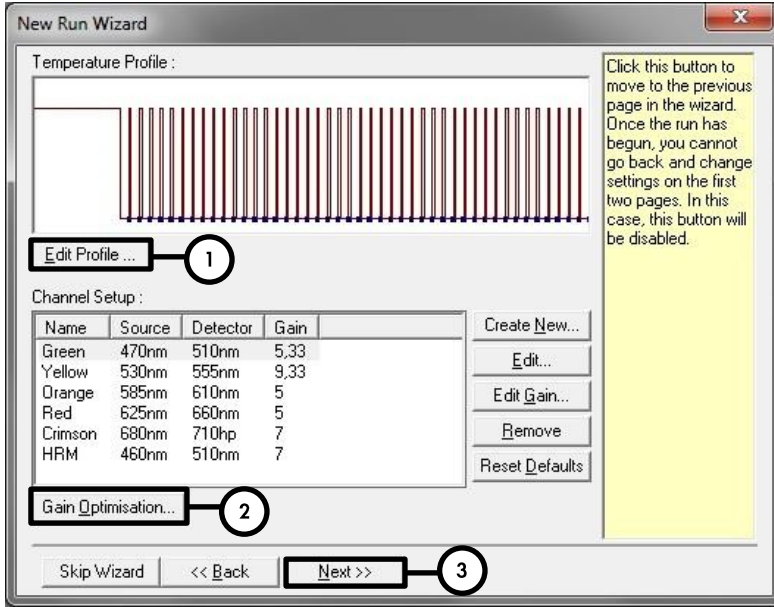 New Run Wizard
Temperature Profile :
Click this button to
move to the previous
page in the wizard.
Once the run has
begun, you cannot
go back and change
settings on the first
two pages. In this
case, this button will
be disabled.
Edit Profile ...
1
Channel Setup :
Name Source Detector Gain
Green 470nm 510nm 5,33
Yellow 530nm 555nm 9,33
Orange 585nm 610nm 5
Red 625nm 660nm 5
Crimson 680nm 710hp 7
HRM 460nm 510nm 7
Create New...
Edit...
Edit Gain...
Remove
Reset Defaults
Gain Optimisation...
2
Skip Wizard << Back Next >>
3